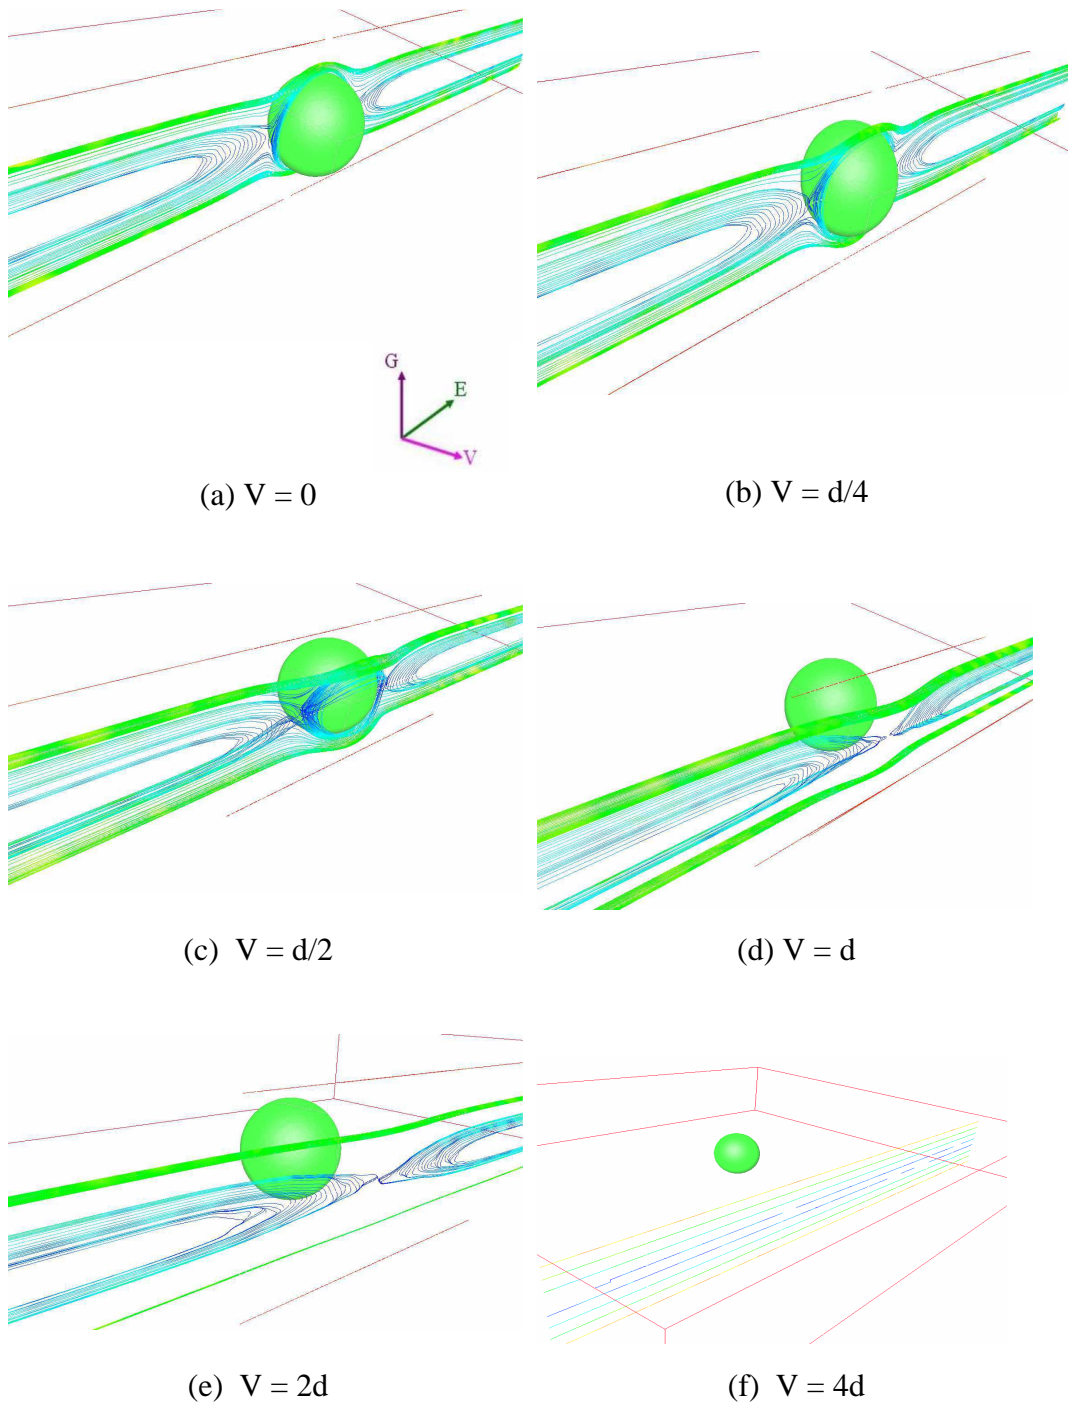 G
E
V
(a) V = 0
(b) V = d/4
(c) V = d/2
(d) V = d
(e) V = 2d
(f) V = 4d